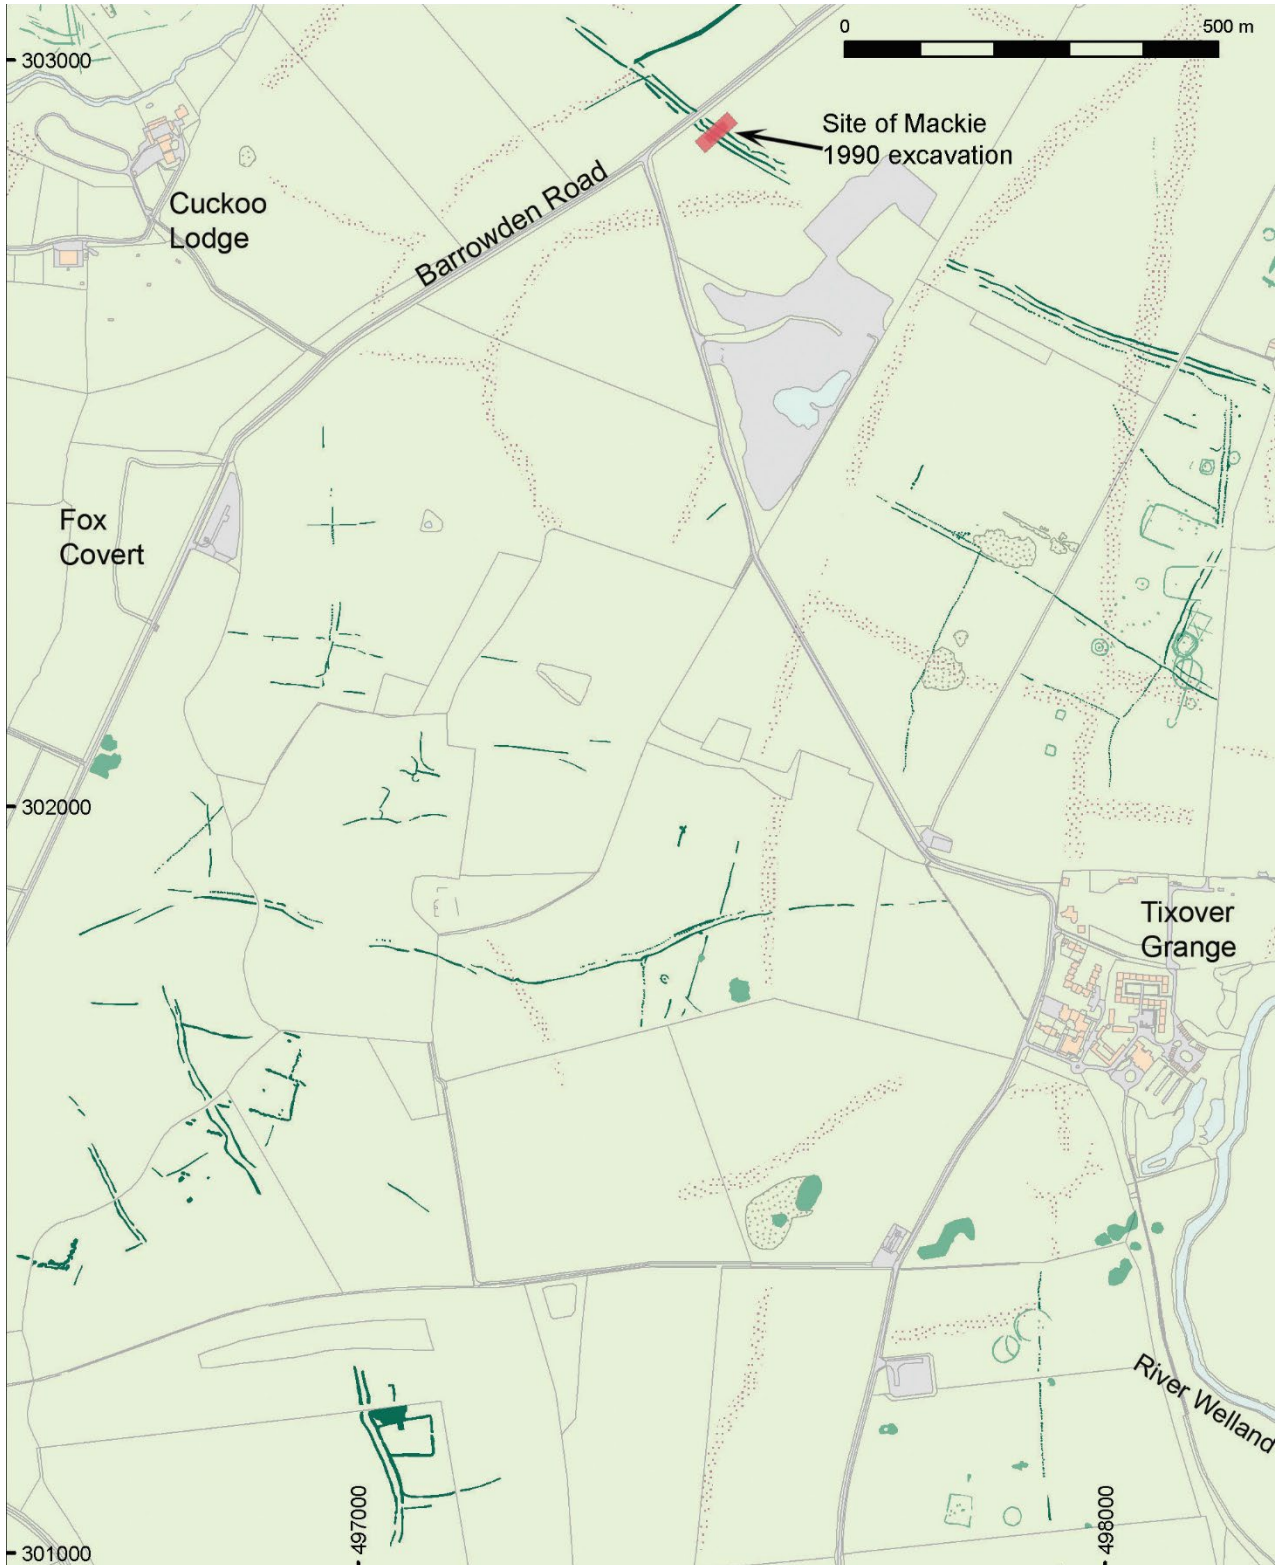 0
500 m
303000
Site of Mackie
1990 excavation
Cuckoo
Lodge
Barrowden Road
Fox
Covert
302000
Tixover
Grange
River Welland
497000
498000
301000